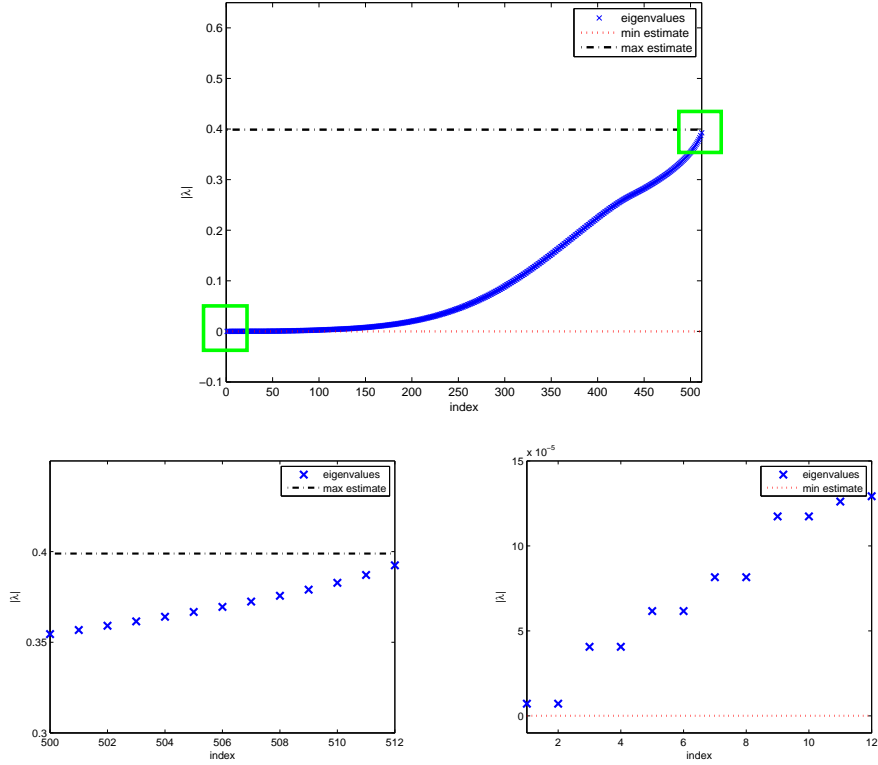 0.6
0.5
0.4
0.3
0.2
0.1
0
−0.1
|λ|
0 50 100 150 200 250 300 350 400 450 500
index
eigenvalues
min estimate
max estimate
0.4
0.35
0.3
|λ|
500 502 504 506 508 510 512
index
eigenvalues
max estimate
x 10⁻⁵
15
10
5
0
|λ|
2 4 6 8 10 12
index
eigenvalues
min estimate